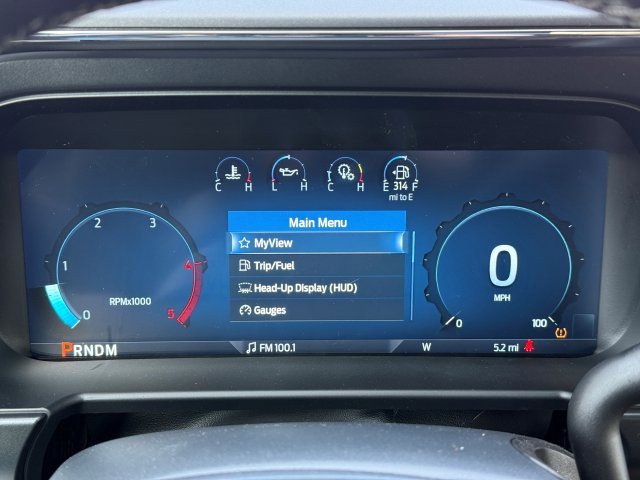 C H L H C H E 314 F
mi to E
Main Menu
MyView
Trip/Fuel
Head-Up Display (HUD)
Gauges
0 1 2 3 4 5
RPMx1000
0
MPH
0 100
PRNDM FM 100.1 W 5.2 mi